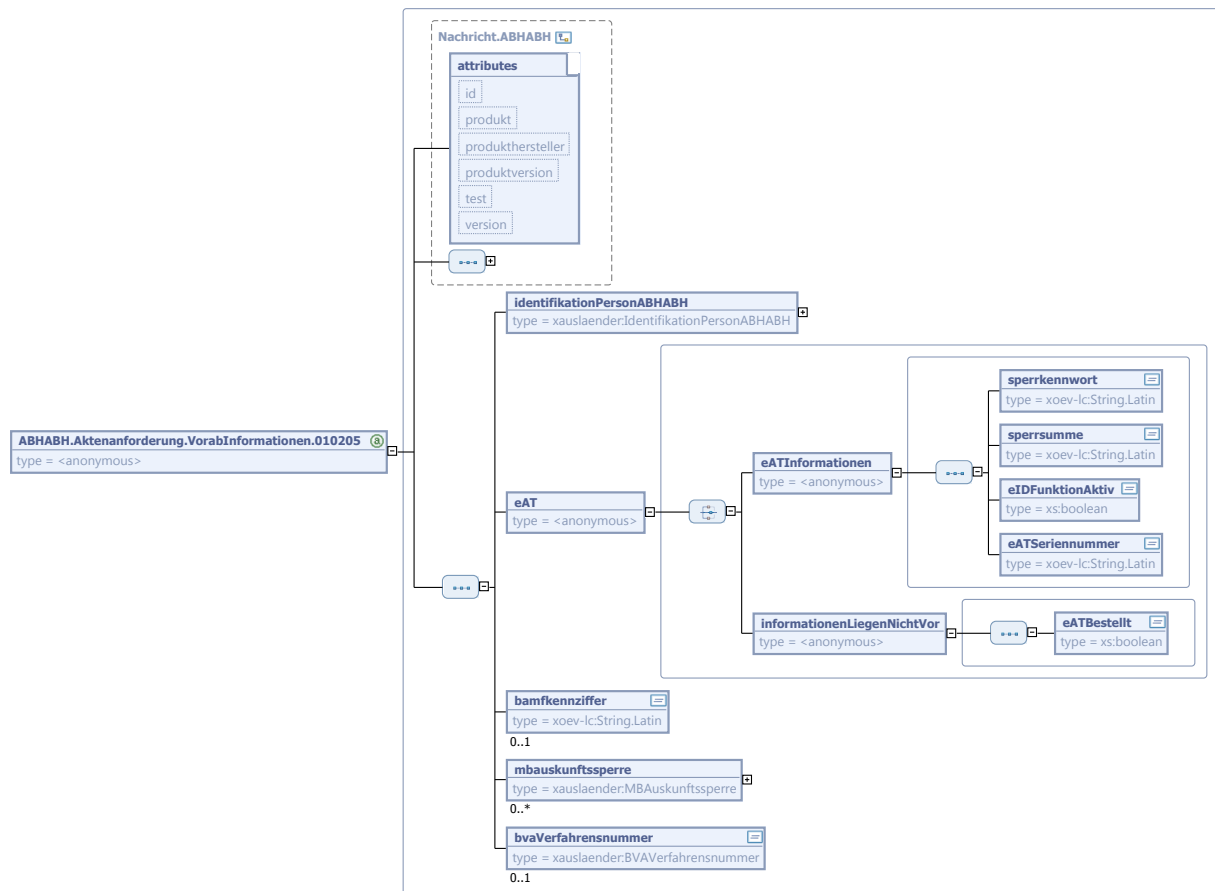 Nachricht.ABHABH
attributes
id
produkt
produkthersteller
produktversion
test
version
identifikationPersonABHABH
type = xauslaender:IdentifikationPersonABHABH
sperrkennwort
type = xoev-lc:String.Latin
sperrsumme
type = xoev-lc:String.Latin
ABHABH.Aktenanforderung.VorabInformationen.010205 a
type = <anonymous>
eATInformationen
type = <anonymous>
eIDFunktionAktiv
type = xs:boolean
eAT
type = <anonymous>
eATSeriennummer
type = xoev-lc:String.Latin
informationenLiegenNichtVor
type = <anonymous>
eATBestellt
type = xs:boolean
bamfkennziffer
type = xoev-lc:String.Latin
0..1
mbauskunftssperre
type = xauslaender:MBAuskunftssperre
0..*
bvaVerfahrensnummer
type = xauslaender:BVAVerfahrensnummer
0..1